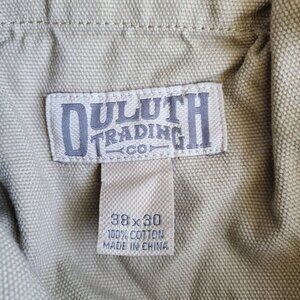 DULUTH
TRADING
CO
38x30
100% COTTON
MADE IN CHINA